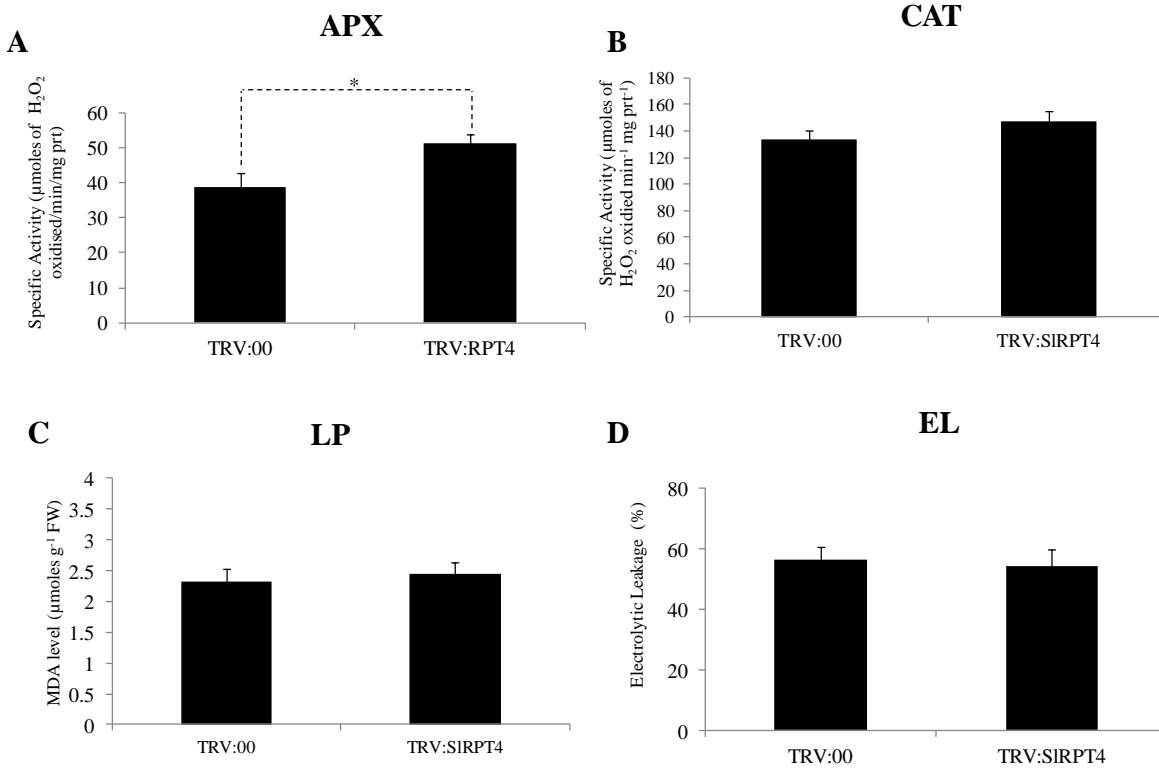 A
APX
Specific Activity (µmoles of H₂O₂
oxidised/min/mg prt)
60
50
40
30
20
10
0
*
TRV:00
TRV:RPT4
B
CAT
Specific Activity (µmoles of
H₂O₂ oxidied min⁻¹ mg prt⁻¹)
180
160
140
120
100
80
60
40
20
0
TRV:00
TRV:SlRPT4
C
LP
MDA level (µmoles g⁻¹ FW)
4
3.5
3
2.5
2
1.5
1
0.5
0
TRV:00
TRV:SlRPT4
D
EL
Electrolytic Leakage (%)
80
60
40
20
0
TRV:00
TRV:SlRPT4